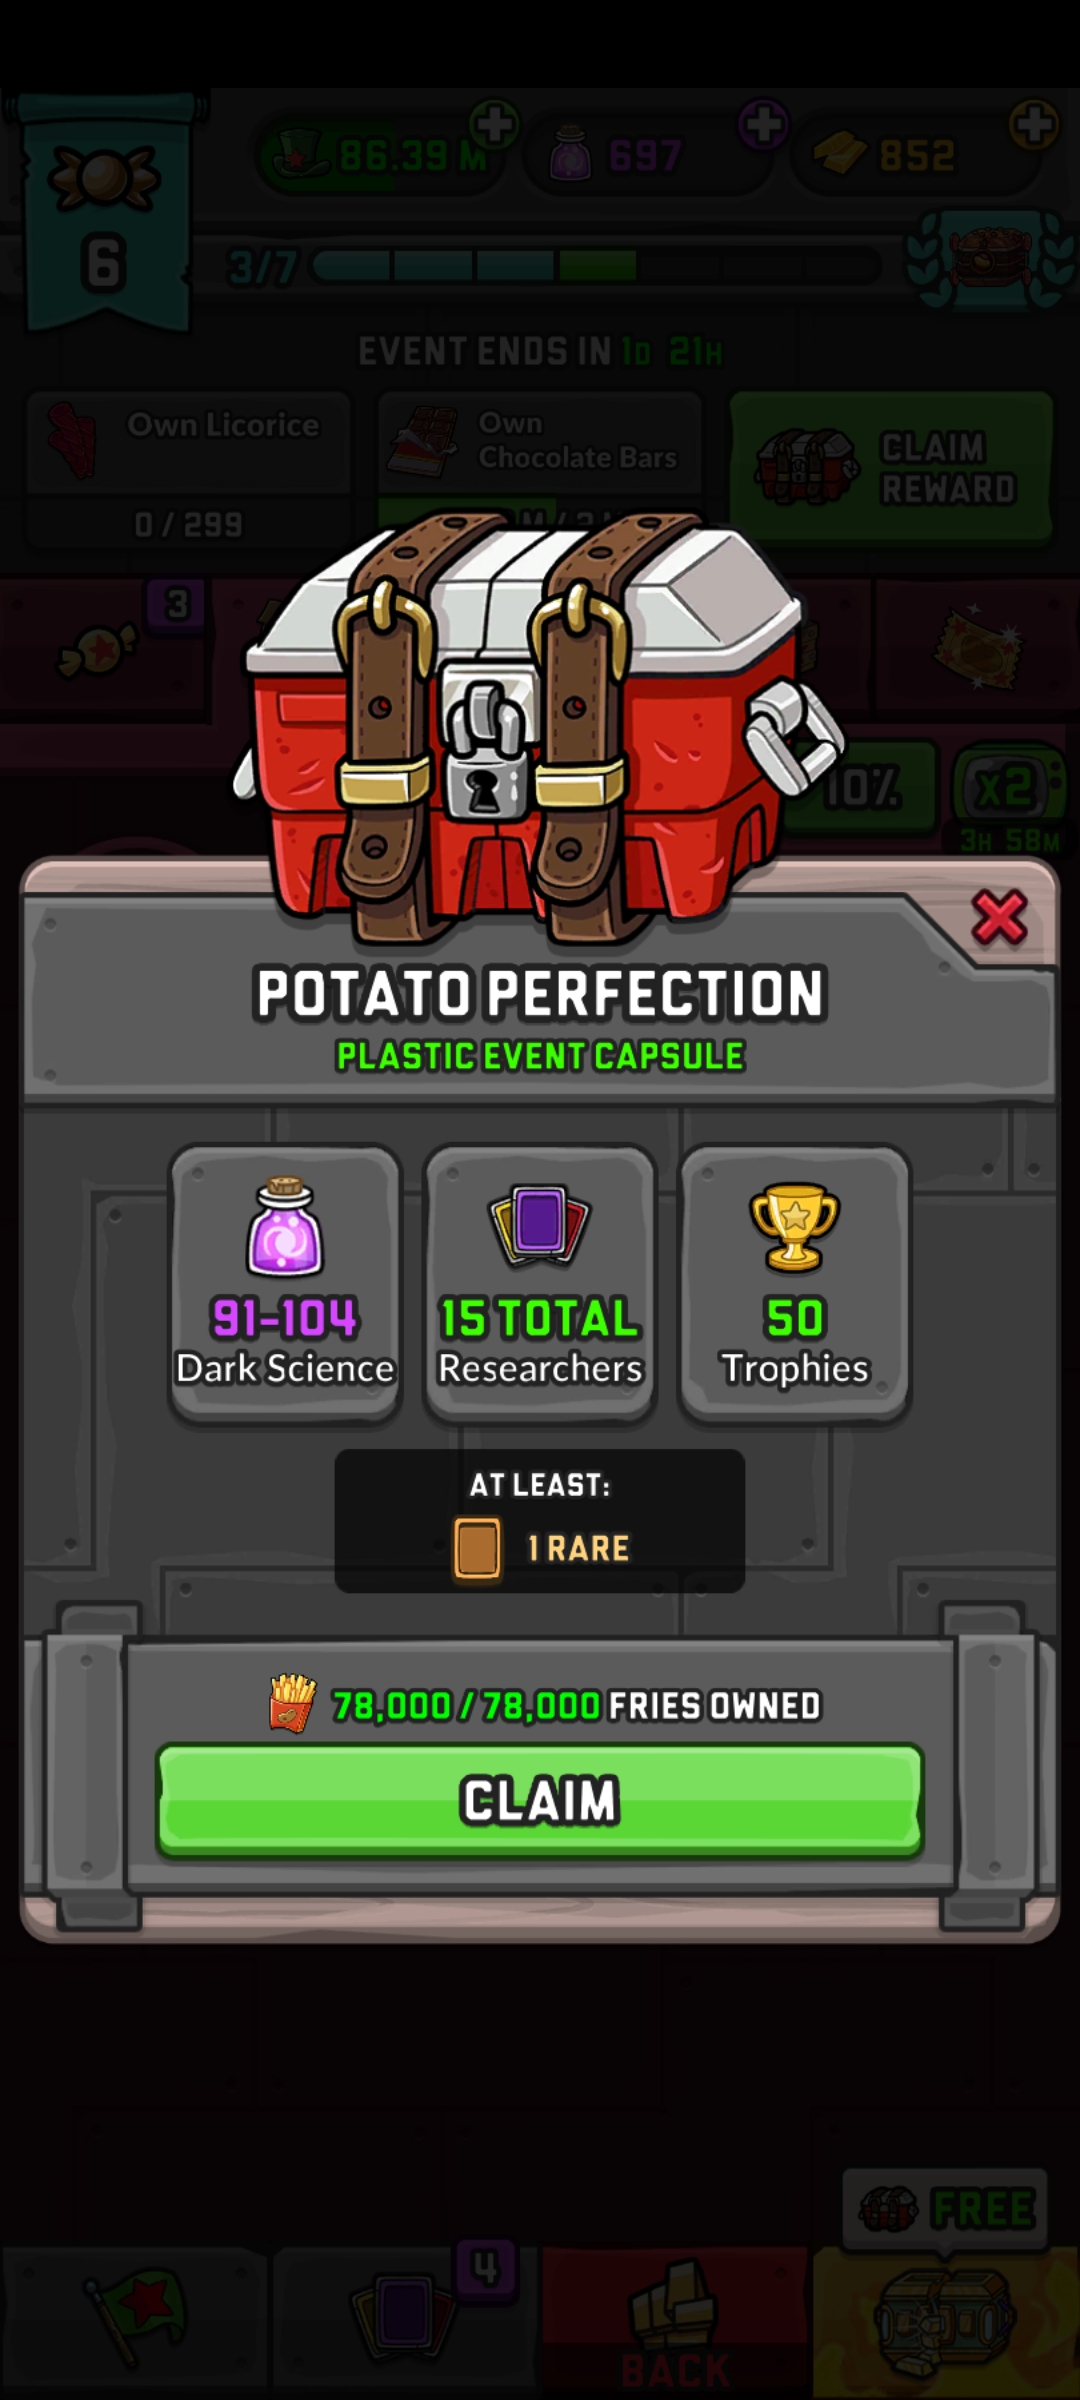 86.39 M
697
852
6
3/7
EVENT ENDS IN 1D 21H
Own Licorice
Own
Chocolate Bars
CLAIM
REWARD
0 / 299
3
10%
x2
3H 58M
POTATO PERFECTION
PLASTIC EVENT CAPSULE
91-104
Dark Science
15 TOTAL
Researchers
50
Trophies
AT LEAST:
1 RARE
78,000 / 78,000 FRIES OWNED
CLAIM
FREE
4
BACK